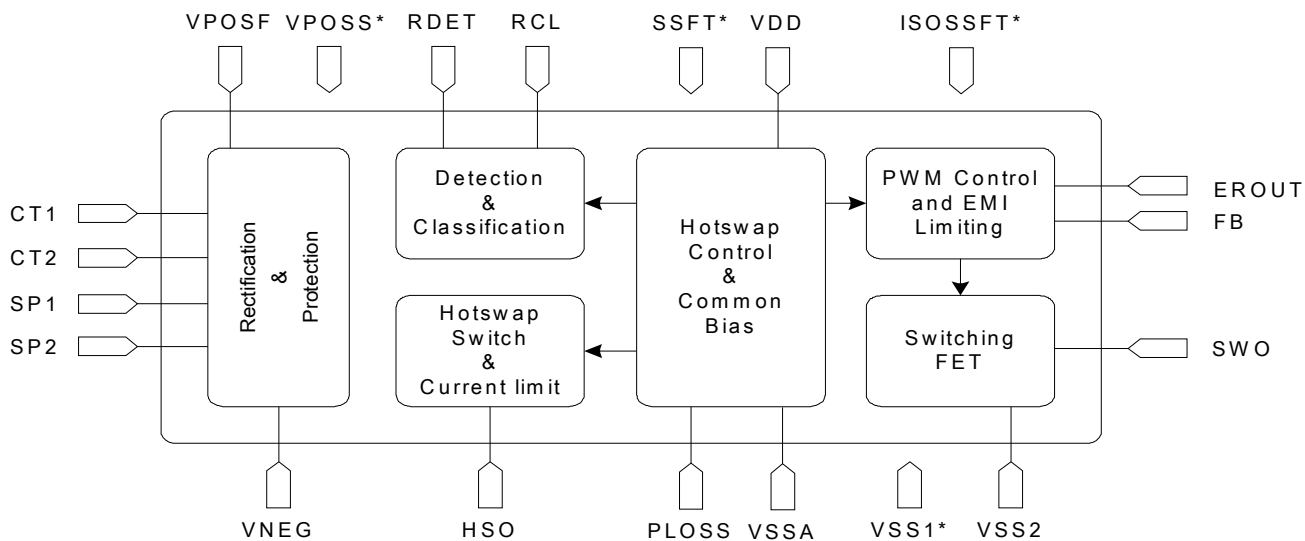 VPOSF VPOSS* RDET RCL SSFT* VDD ISOSSFT*
CT1
CT2
SP1
SP2
Rectification
&
Protection
Detection
&
Classification
Hotswap
Switch
&
Current limit
Hotswap
Control
&
Common
Bias
PWM Control
and EMI
Limiting
Switching
FET
EROUT
FB
SWO
VNEG HSO PLOSS VSSA VSS1* VSS2